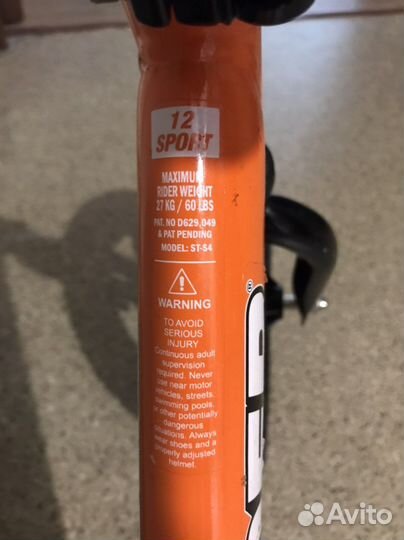 12
SPORT
MAXIMUM
RIDER WEIGHT
27 KG / 60 LBS
PAT. NO D629,049
& PAT PENDING
MODEL: ST-S4
WARNING
TO AVOID
SERIOUS
INJURY
Continuous adult
supervision
required. Never
use near motor
vehicles, streets,
swimming pools,
or other potentially
dangerous
situations. Always
wear shoes and a
properly adjusted
helmet.
Avito